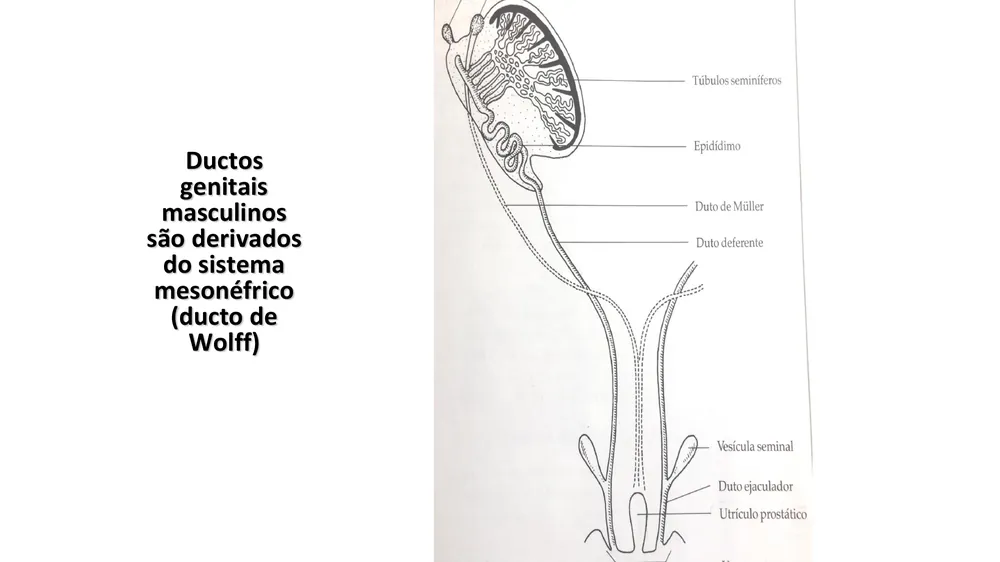 Ductos
genitais
masculinos
são derivados
do sistema
mesonéfrico
(ducto de
Wolff)
Túbulos seminíferos
Epidídimo
Duto de Müller
Duto deferente
Vesícula seminal
Duto ejaculador
Utrículo prostático